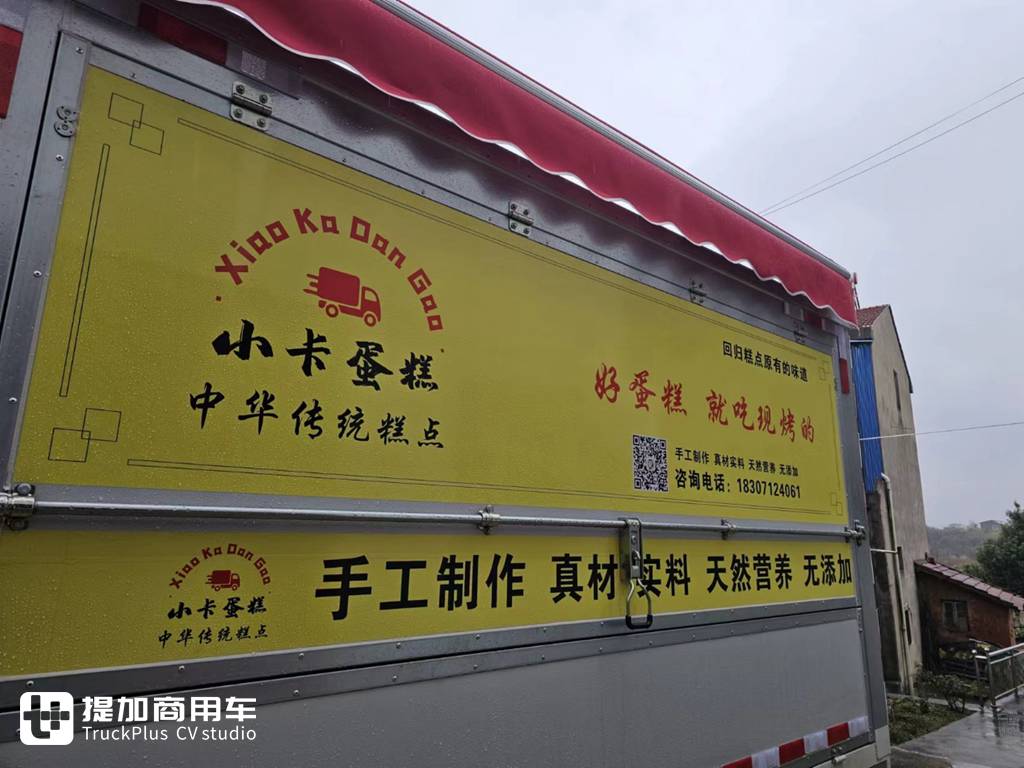 Xiao Ka Dan Gao
小卡蛋糕
中华传统糕点
回归糕点原有的味道
好蛋糕 就吃现烤的
手工制作 真材实料 天然营养 无添加
咨询电话：18307124061
Xiao Ka Dan Gao
小卡蛋糕
中华传统糕点
手工制作 真材实料 天然营养 无添加
提加商用车
TruckPlus CVstudio